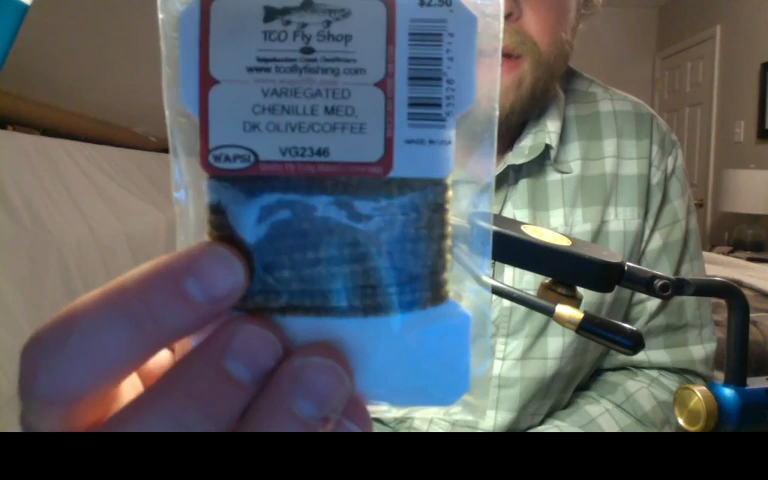 $2.50
TCO Fly Shop
www.tcoflyfishing.com
VARIEGATED
CHENILLE MED,
DK OLIVE/COFFEE
WAPSI
VG2346
MADE IN USA